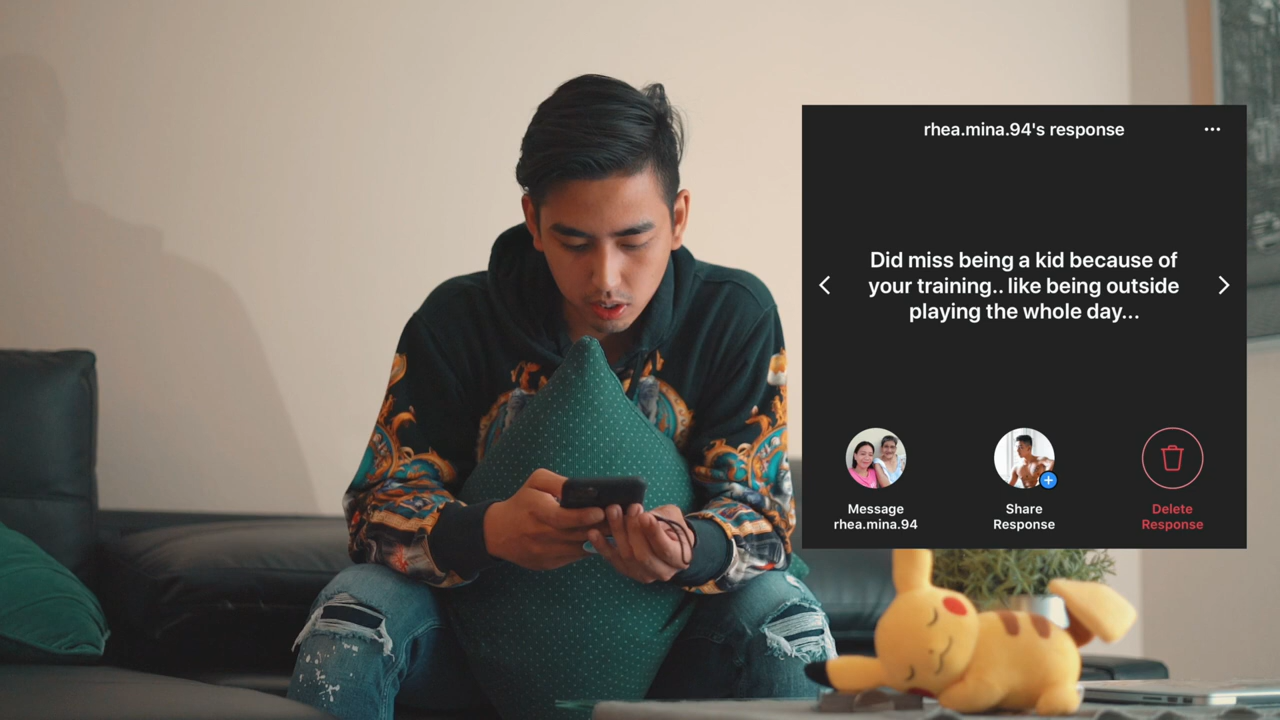 rhea.mina.94's response
Did miss being a kid because of
your training.. like being outside
playing the whole day...
Message
rhea.mina.94
Share
Response
Delete
Response